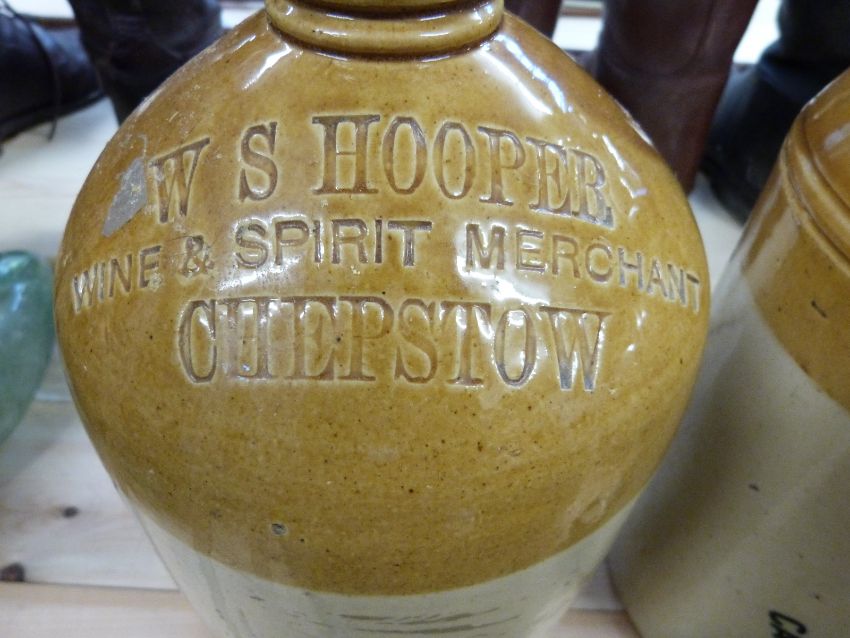 W S HOOPER
WINE & SPIRIT MERCHANT
CHEPSTOW